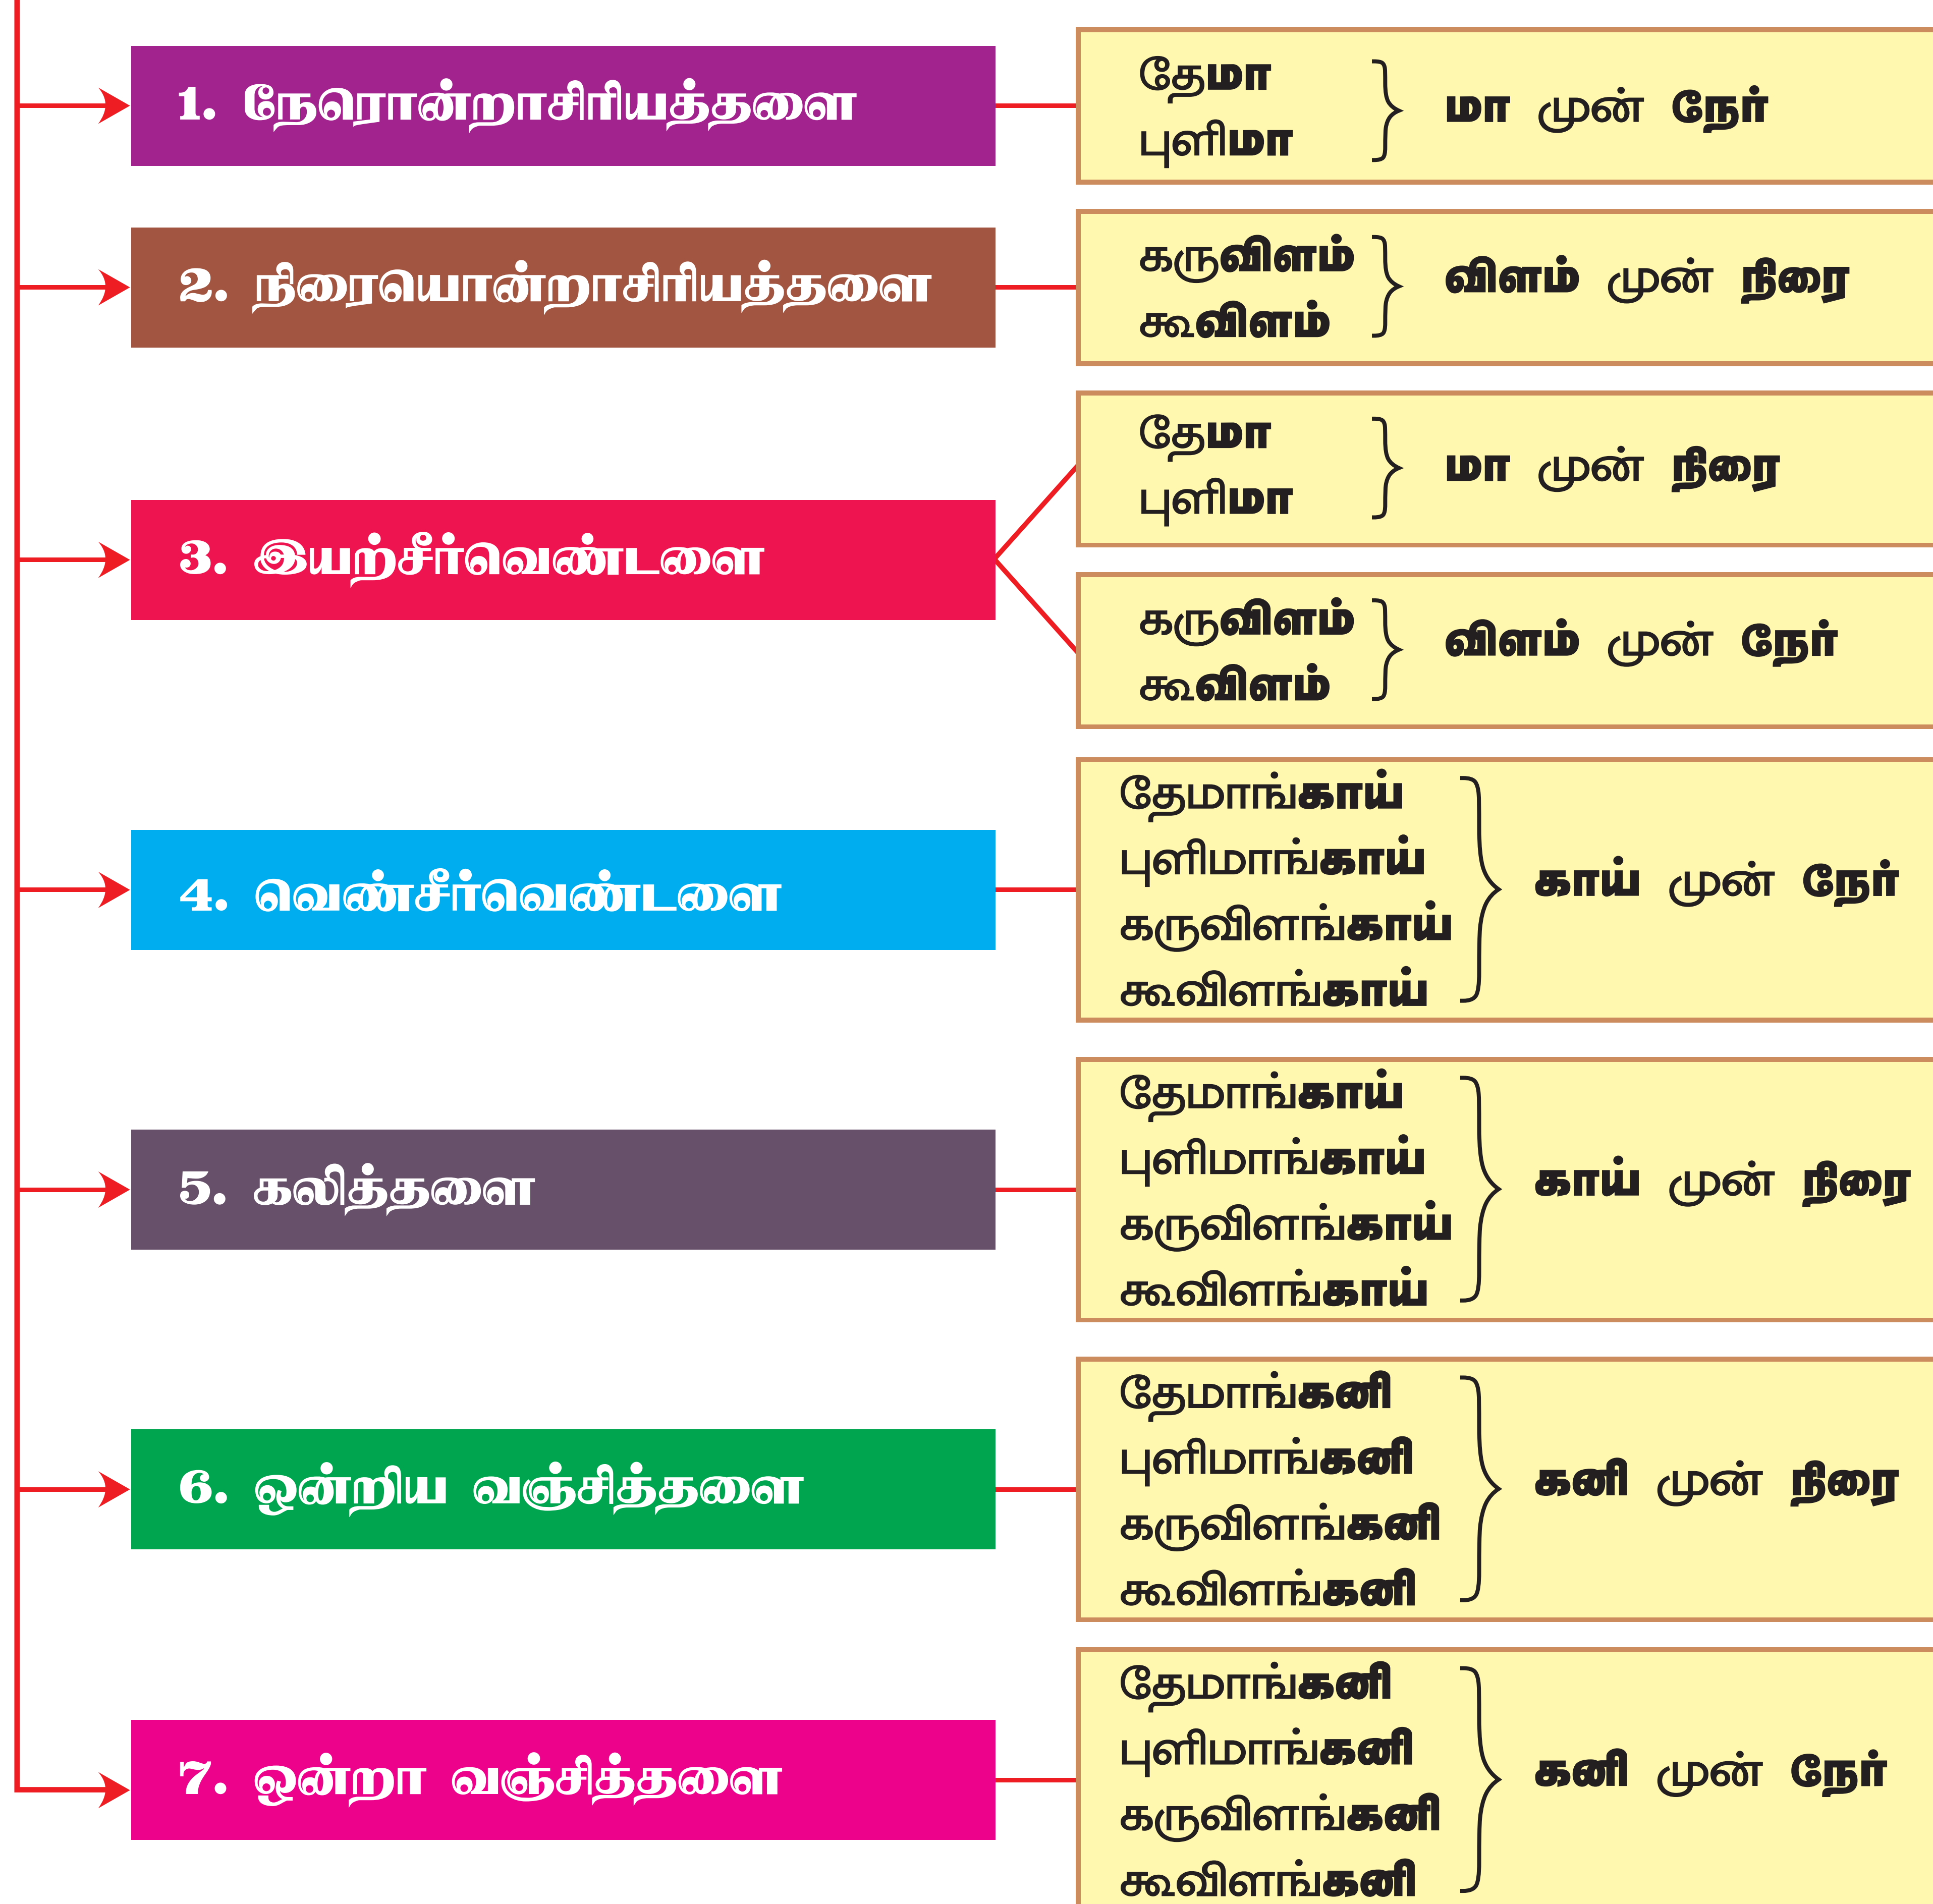 1. நேரொன்றாசிரியத்தளை
தேமா
புளிமா
மா முன் நேர்
2. நிரையொன்றாசிரியத்தளை
கருவிளம்
கூவிளம்
விளம் முன் நிரை
3. இயற்சீர்வெண்டளை
தேமா
புளிமா
மா முன் நிரை
கருவிளம்
கூவிளம்
விளம் முன் நேர்
4. வெண்சீர்வெண்டளை
தேமாங்காய்
புளிமாங்காய்
கருவிளங்காய்
கூவிளங்காய்
காய் முன் நேர்
5. கலித்தளை
தேமாங்காய்
புளிமாங்காய்
கருவிளங்காய்
கூவிளங்காய்
காய் முன் நிரை
6. ஒன்றிய வஞ்சித்தளை
தேமாங்கனி
புளிமாங்கனி
கருவிளங்கனி
கூவிளங்கனி
கனி முன் நிரை
7. ஒன்றா வஞ்சித்தளை
தேமாங்கனி
புளிமாங்கனி
கருவிளங்கனி
கூவிளங்கனி
கனி முன் நேர்